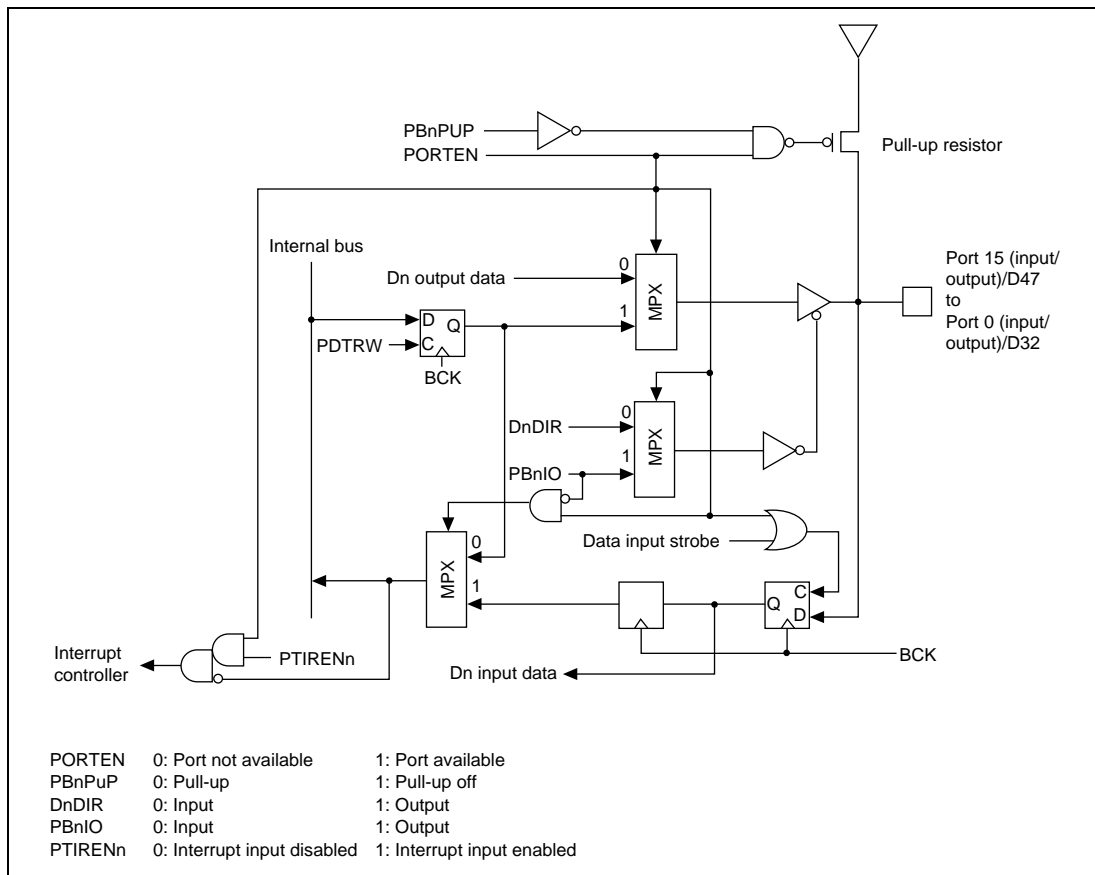 PBnPUP
PORTEN
Pull-up resistor
Internal bus
Dn output data
0
MPX
1
Port 15 (input/
output)/D47
to
Port 0 (input/
output)/D32
D
Q
PDTRW
C
BCK
DnDIR
0
MPX
PBnIO
1
Data input strobe
0
MPX
1
Q
C
D
Interrupt
controller
PTIRENn
BCK
Dn input data
PORTEN 0: Port not available 1: Port available
PBnPuP 0: Pull-up 1: Pull-up off
DnDIR 0: Input 1: Output
PBnIO 0: Input 1: Output
PTIRENn 0: Interrupt input disabled 1: Interrupt input enabled